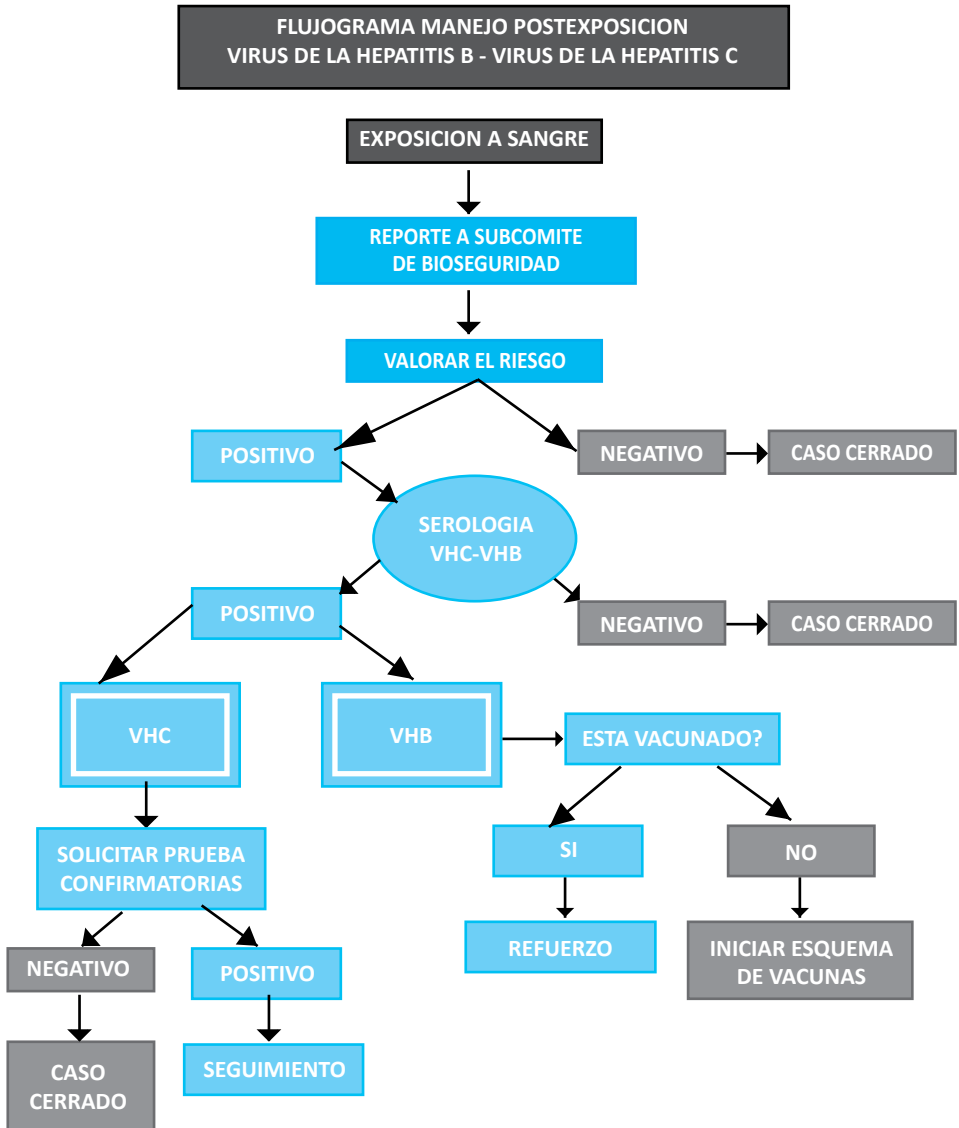 FLUJOGRAMA MANEJO POSTEXPOSICION
VIRUS DE LA HEPATITIS B - VIRUS DE LA HEPATITIS C
EXPOSICION A SANGRE
REPORTE A SUBCOMITE
DE BIOSEGURIDAD
VALORAR EL RIESGO
POSITIVO
NEGATIVO
CASO CERRADO
SEROLOGIA
VHC-VHB
POSITIVO
NEGATIVO
CASO CERRADO
VHC
VHB
ESTA VACUNADO?
SOLICITAR PRUEBA
CONFIRMATORIAS
SI
NO
NEGATIVO
POSITIVO
REFUERZO
INICIAR ESQUEMA
DE VACUNAS
CASO
CERRADO
SEGUIMIENTO